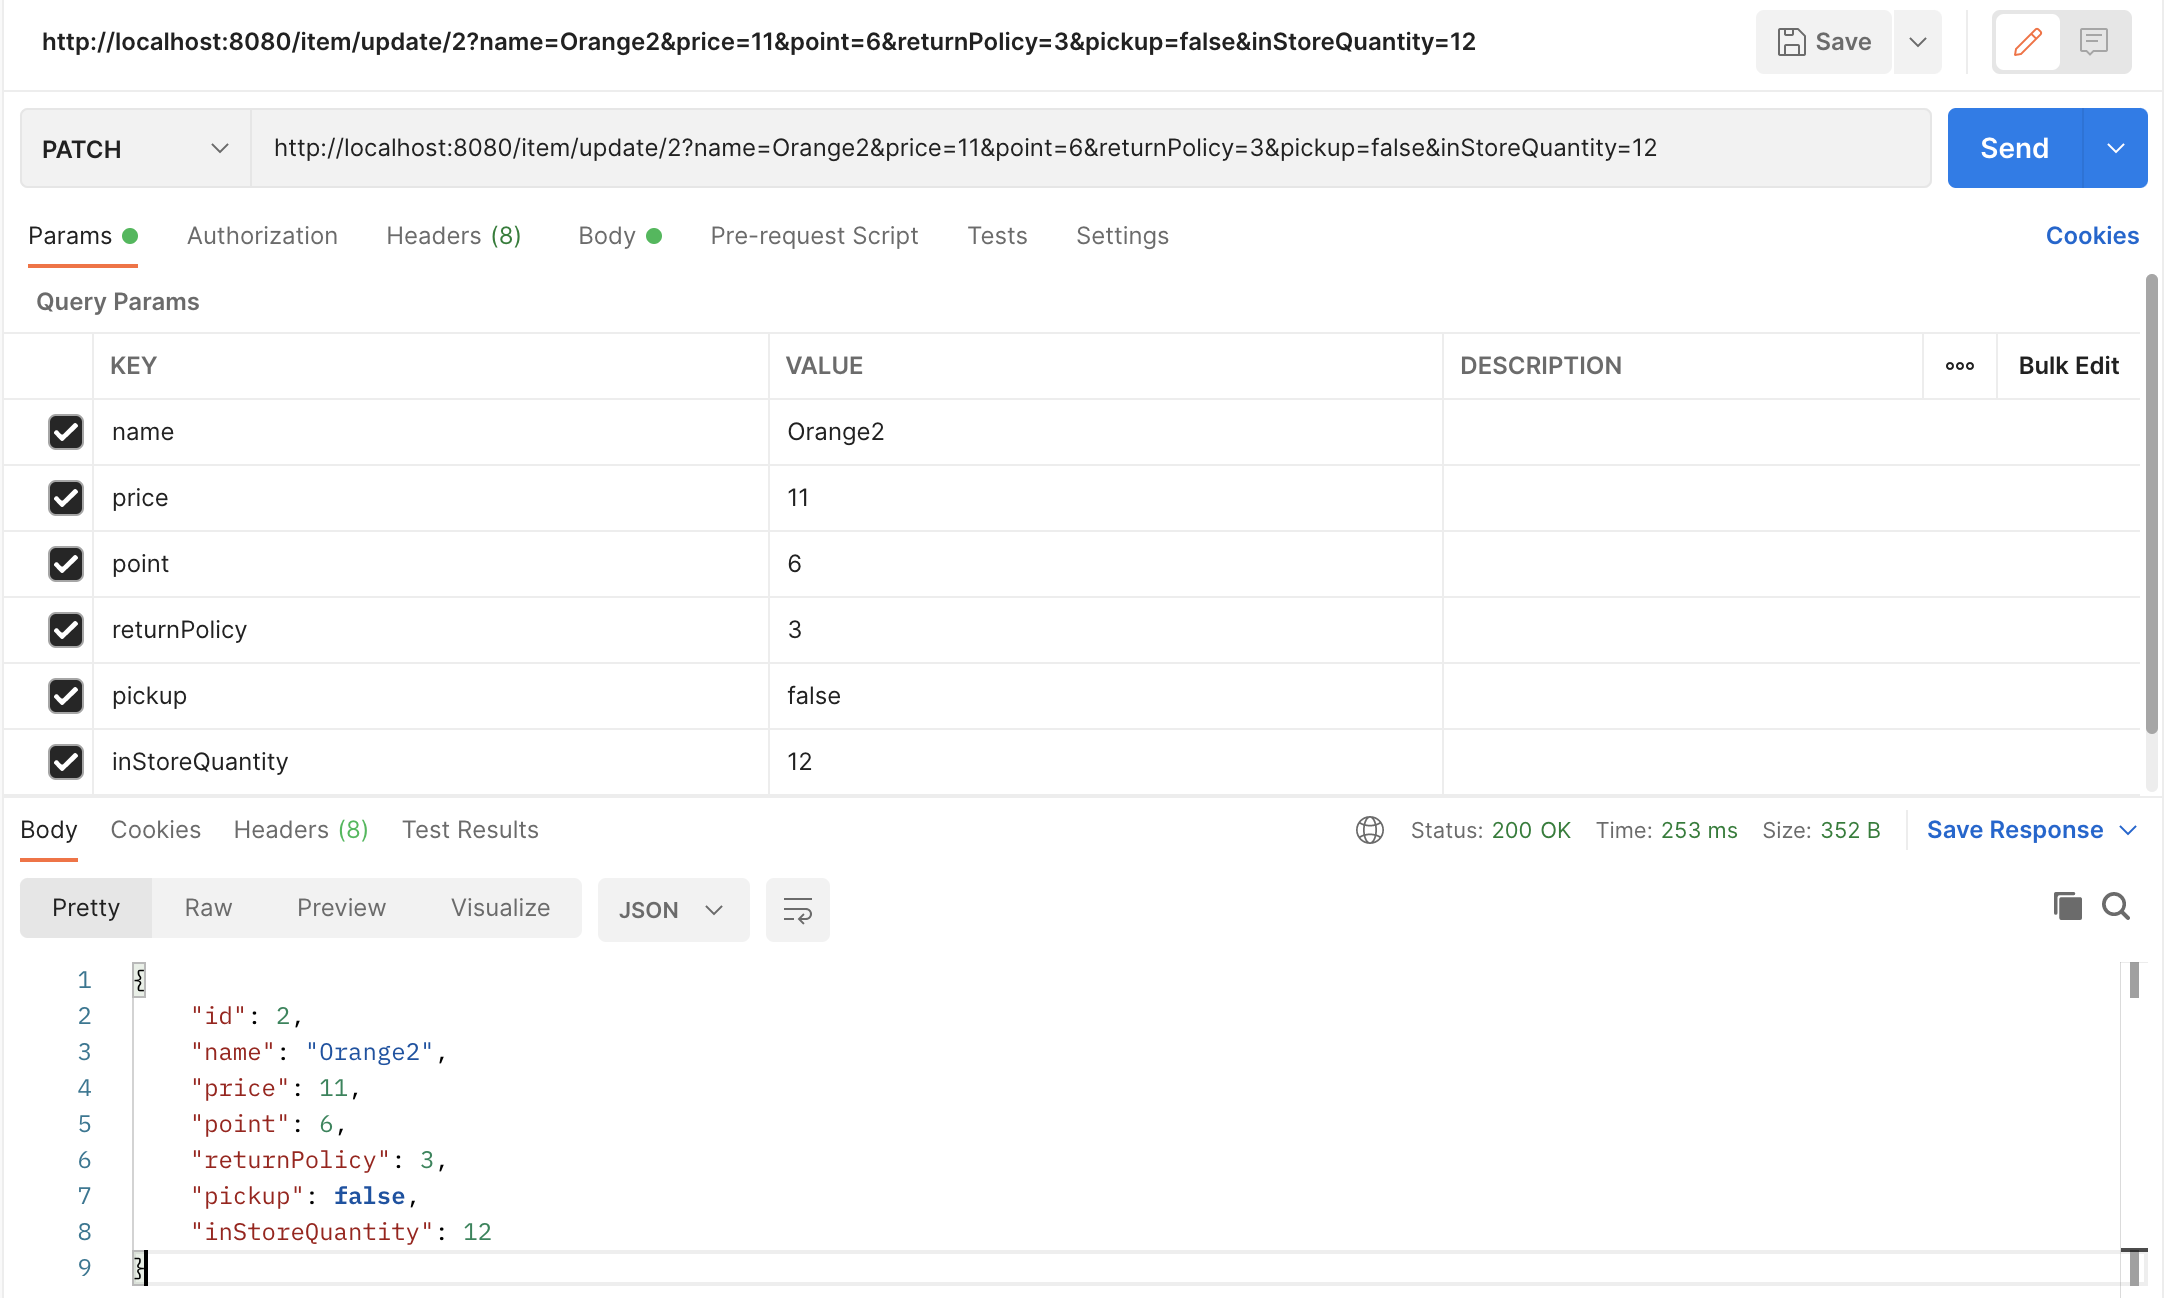 http://localhost:8080/item/update/2?name=Orange2&price=11&point=6&returnPolicy=3&pickup=false&inStoreQuantity=12 Save
PATCH http://localhost:8080/item/update/2?name=Orange2&price=11&point=6&returnPolicy=3&pickup=false&inStoreQuantity=12 Send
Params Authorization Headers (8) Body Pre-request Script Tests Settings Cookies
Query Params
KEY VALUE DESCRIPTION Bulk Edit
name Orange2
price 11
point 6
returnPolicy 3
pickup false
inStoreQuantity 12
Body Cookies Headers (8) Test Results Status: 200 OK Time: 253 ms Size: 352 B Save Response
Pretty Raw Preview Visualize JSON
1 {
2 "id": 2,
3 "name": "Orange2",
4 "price": 11,
5 "point": 6,
6 "returnPolicy": 3,
7 "pickup": false,
8 "inStoreQuantity": 12
9 }